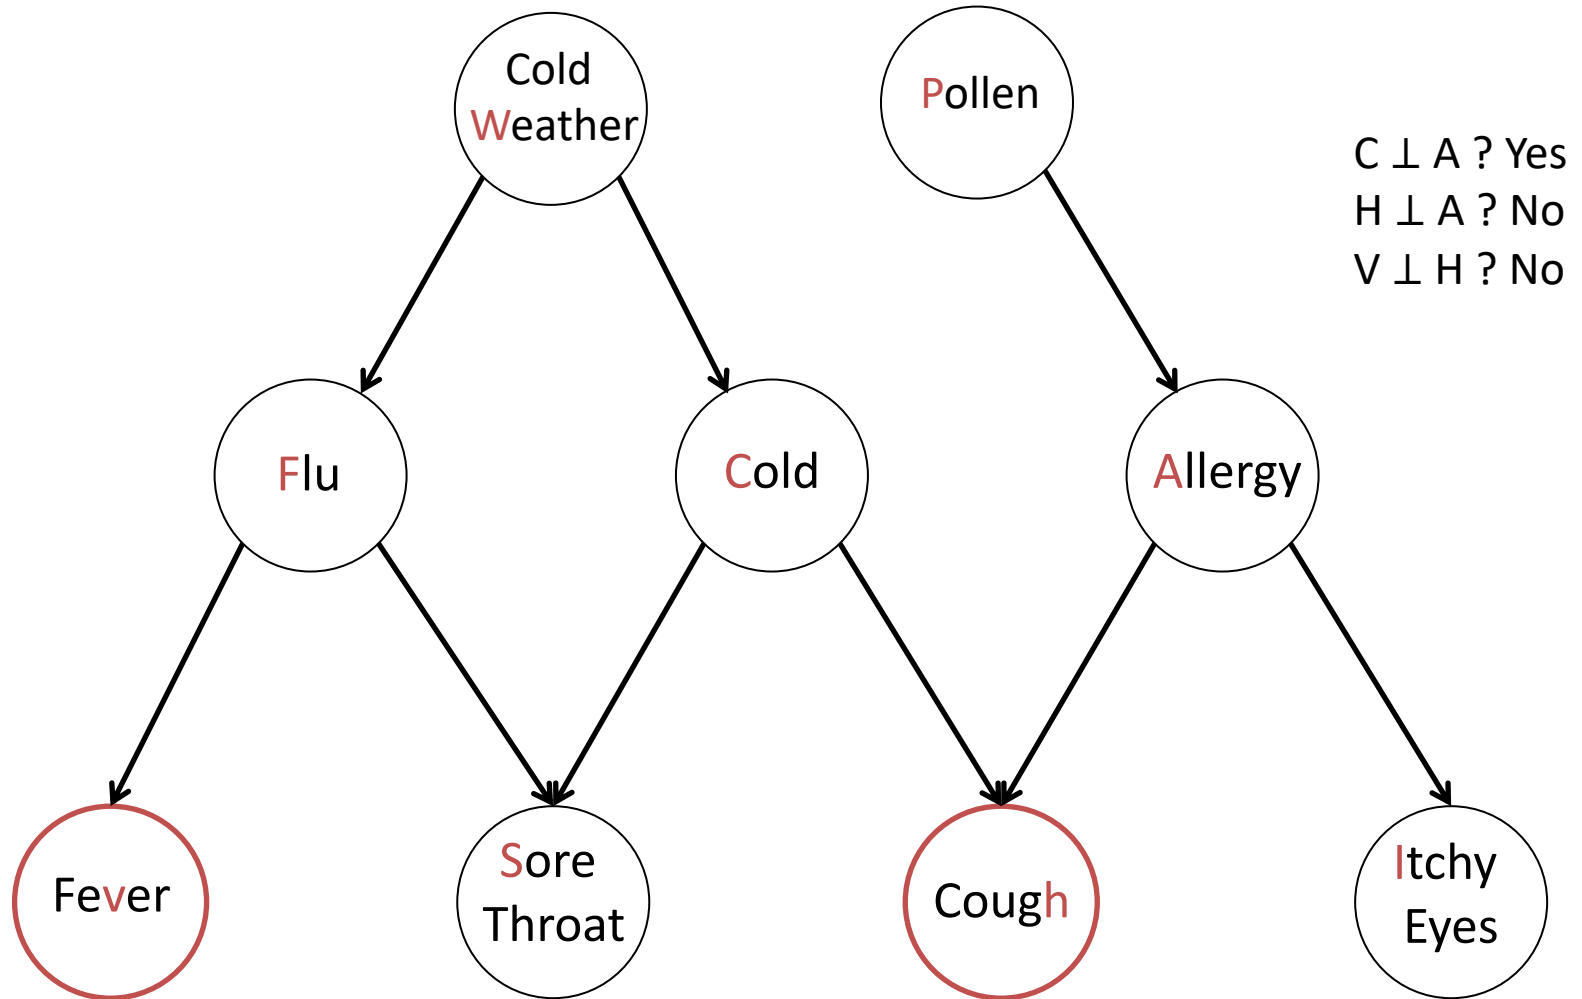 Cold
Weather
Pollen
C ⊥ A ? Yes
H ⊥ A ? No
V ⊥ H ? No
Flu
Cold
Allergy
Fever
Sore
Throat
Cough
Itchy
Eyes